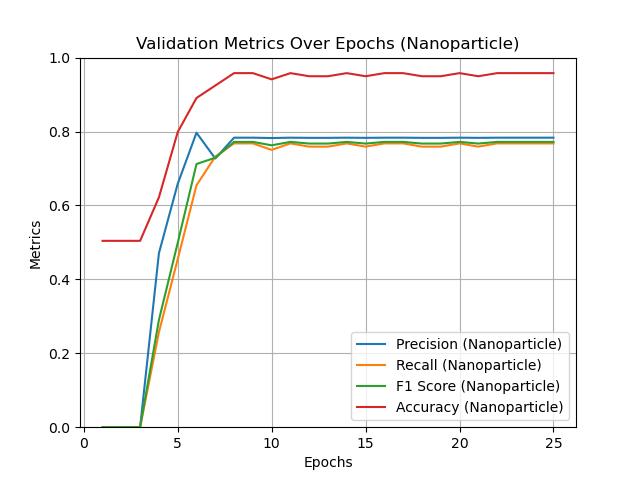 Validation Metrics Over Epochs (Nanoparticle)
1.0
0.8
0.6
0.4
0.2
0.0
Metrics
0
5
10
15
20
25
Epochs
Precision (Nanoparticle)
Recall (Nanoparticle)
F1 Score (Nanoparticle)
Accuracy (Nanoparticle)